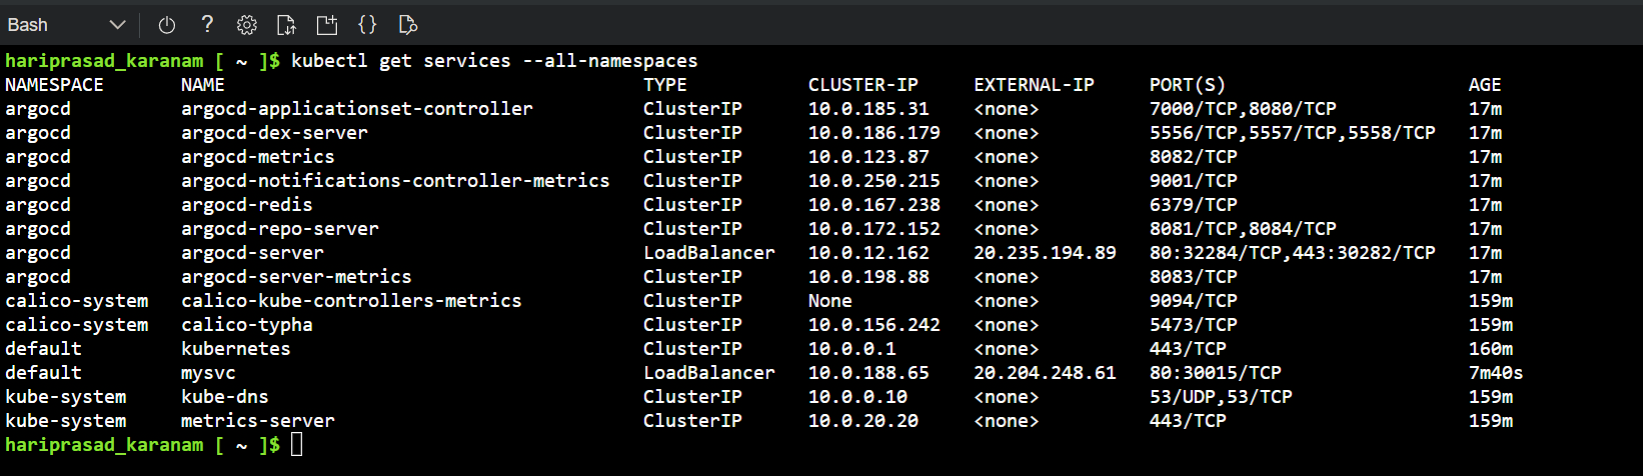 Bash
hariprasad_karanam [ ~ ]$ kubectl get services --all-namespaces
NAMESPACE NAME TYPE CLUSTER-IP EXTERNAL-IP PORT(S) AGE
argocd argocd-applicationset-controller ClusterIP 10.0.185.31 <none> 7000/TCP,8080/TCP 17m
argocd argocd-dex-server ClusterIP 10.0.186.179 <none> 5556/TCP,5557/TCP,5558/TCP 17m
argocd argocd-metrics ClusterIP 10.0.123.87 <none> 8082/TCP 17m
argocd argocd-notifications-controller-metrics ClusterIP 10.0.250.215 <none> 9001/TCP 17m
argocd argocd-redis ClusterIP 10.0.167.238 <none> 6379/TCP 17m
argocd argocd-repo-server ClusterIP 10.0.172.152 <none> 8081/TCP,8084/TCP 17m
argocd argocd-server LoadBalancer 10.0.12.162 20.235.194.89 80:32284/TCP,443:30282/TCP 17m
argocd argocd-server-metrics ClusterIP 10.0.198.88 <none> 8083/TCP 17m
calico-system calico-kube-controllers-metrics ClusterIP None <none> 9094/TCP 159m
calico-system calico-typha ClusterIP 10.0.156.242 <none> 5473/TCP 159m
default kubernetes ClusterIP 10.0.0.1 <none> 443/TCP 160m
default mysvc LoadBalancer 10.0.188.65 20.204.248.61 80:30015/TCP 7m40s
kube-system kube-dns ClusterIP 10.0.0.10 <none> 53/UDP,53/TCP 159m
kube-system metrics-server ClusterIP 10.0.20.20 <none> 443/TCP 159m
hariprasad_karanam [ ~ ]$